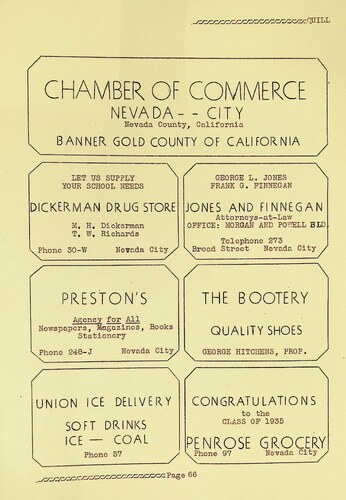 QUILL
CHAMBER OF COMMERCE
NEVADA - - CITY
Nevada County, California
BANNER GOLD COUNTY OF CALIFORNIA
LET US SUPPLY
YOUR SCHOOL NEEDS
DICKERMAN DRUG STORE
M. H. Dickerman
T. W. Richards
Phone 30-W Nevada City
GEORGE L. JONES
FRANK G. FINNEGAN
JONES AND FINNEGAN
Attorneys-at-Law
OFFICE: MORGAN AND POWELL BLD
Telephone 273
Broad Street Nevada City
PRESTON'S
Agency for All
Newspapers, Magazines, Books
Stationery
Phone 248-J Nevada City
THE BOOTERY
QUALITY SHOES
GEORGE HITCHENS, PROP.
UNION ICE DELIVERY
SOFT DRINKS
ICE — COAL
Phone 57
CONGRATULATIONS
to the
CLASS OF 1935
PENROSE GROCERY
Phone 97 Nevada City
Page 66